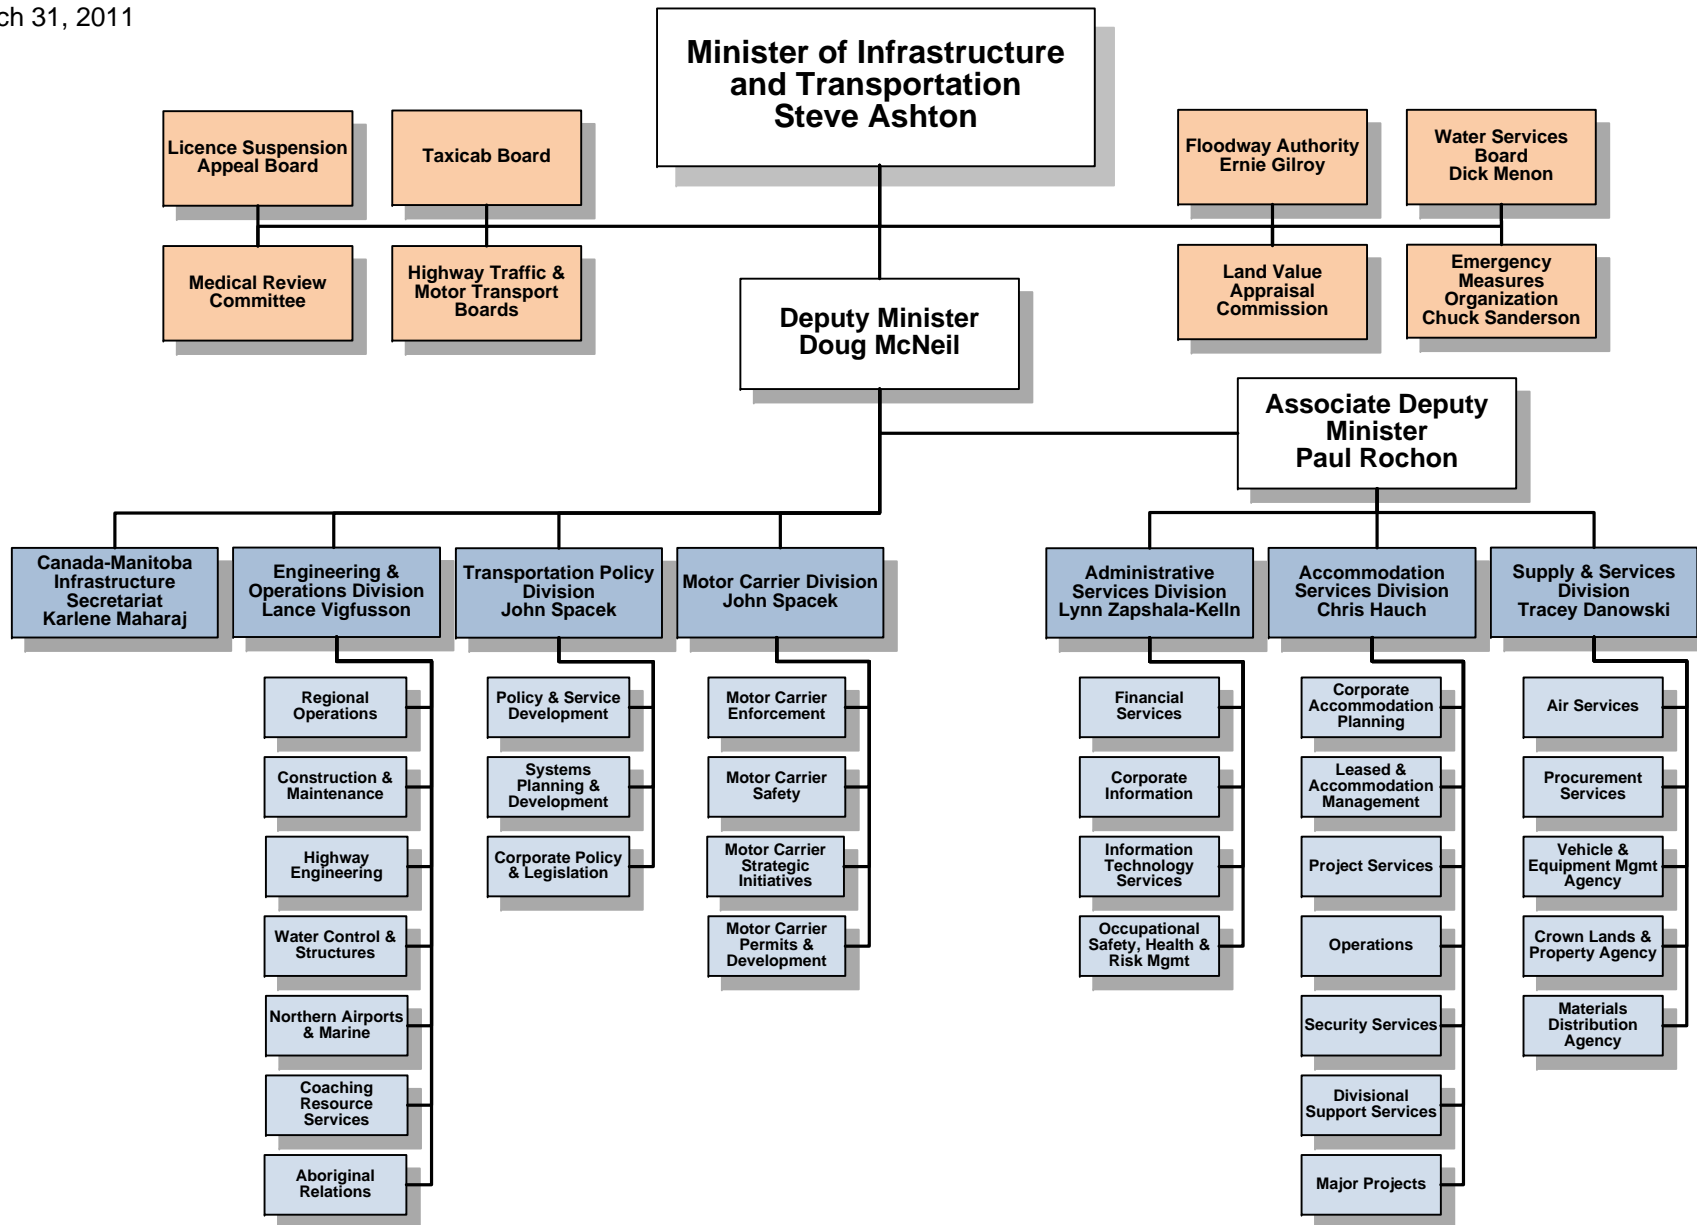 ch 31, 2011
Minister of Infrastructure
and Transportation
Steve Ashton
Licence Suspension
Appeal Board
Taxicab Board
Floodway Authority
Ernie Gilroy
Water Services
Board
Dick Menon
Medical Review
Committee
Highway Traffic &
Motor Transport
Boards
Land Value
Appraisal
Commission
Emergency
Measures
Organization
Chuck Sanderson
Deputy Minister
Doug McNeil
Associate Deputy
Minister
Paul Rochon
Canada-Manitoba
Infrastructure
Secretariat
Karlene Maharaj
Engineering &
Operations Division
Lance Vigfusson
Transportation Policy
Division
John Spacek
Motor Carrier Division
John Spacek
Administrative
Services Division
Lynn Zapshala-Kelln
Accommodation
Services Division
Chris Hauch
Supply & Services
Division
Tracey Danowski
Regional
Operations
Construction &
Maintenance
Highway
Engineering
Water Control &
Structures
Northern Airports
& Marine
Coaching
Resource
Services
Aboriginal
Relations
Policy & Service
Development
Systems
Planning &
Development
Corporate Policy
& Legislation
Motor Carrier
Enforcement
Motor Carrier
Safety
Motor Carrier
Strategic
Initiatives
Motor Carrier
Permits &
Development
Financial
Services
Corporate
Information
Information
Technology
Services
Occupational
Safety, Health &
Risk Mgmt
Corporate
Accommodation
Planning
Leased &
Accommodation
Management
Project Services
Operations
Security Services
Divisional
Support Services
Major Projects
Air Services
Procurement
Services
Vehicle &
Equipment Mgmt
Agency
Crown Lands &
Property Agency
Materials
Distribution
Agency